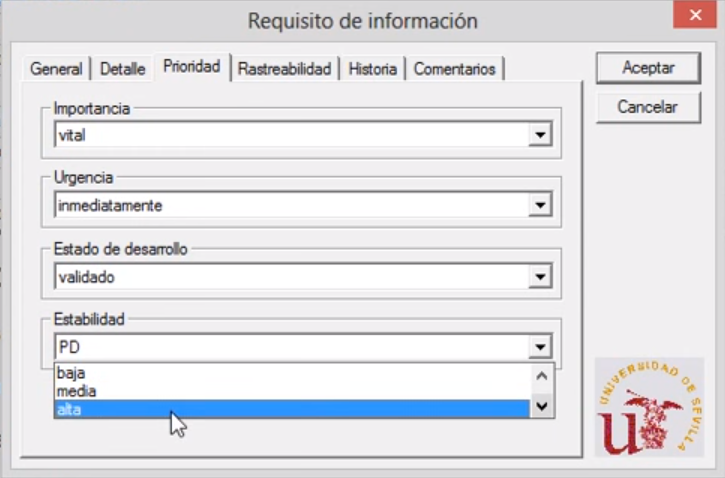 Requisito de información
General
Detalle
Prioridad
Rastreabilidad
Historia
Comentarios
Aceptar
Cancelar
Importancia
vital
Urgencia
inmediatamente
Estado de desarrollo
validado
Estabilidad
PD
baja
media
alta
UNIVERSIDAD DE SEVILLA